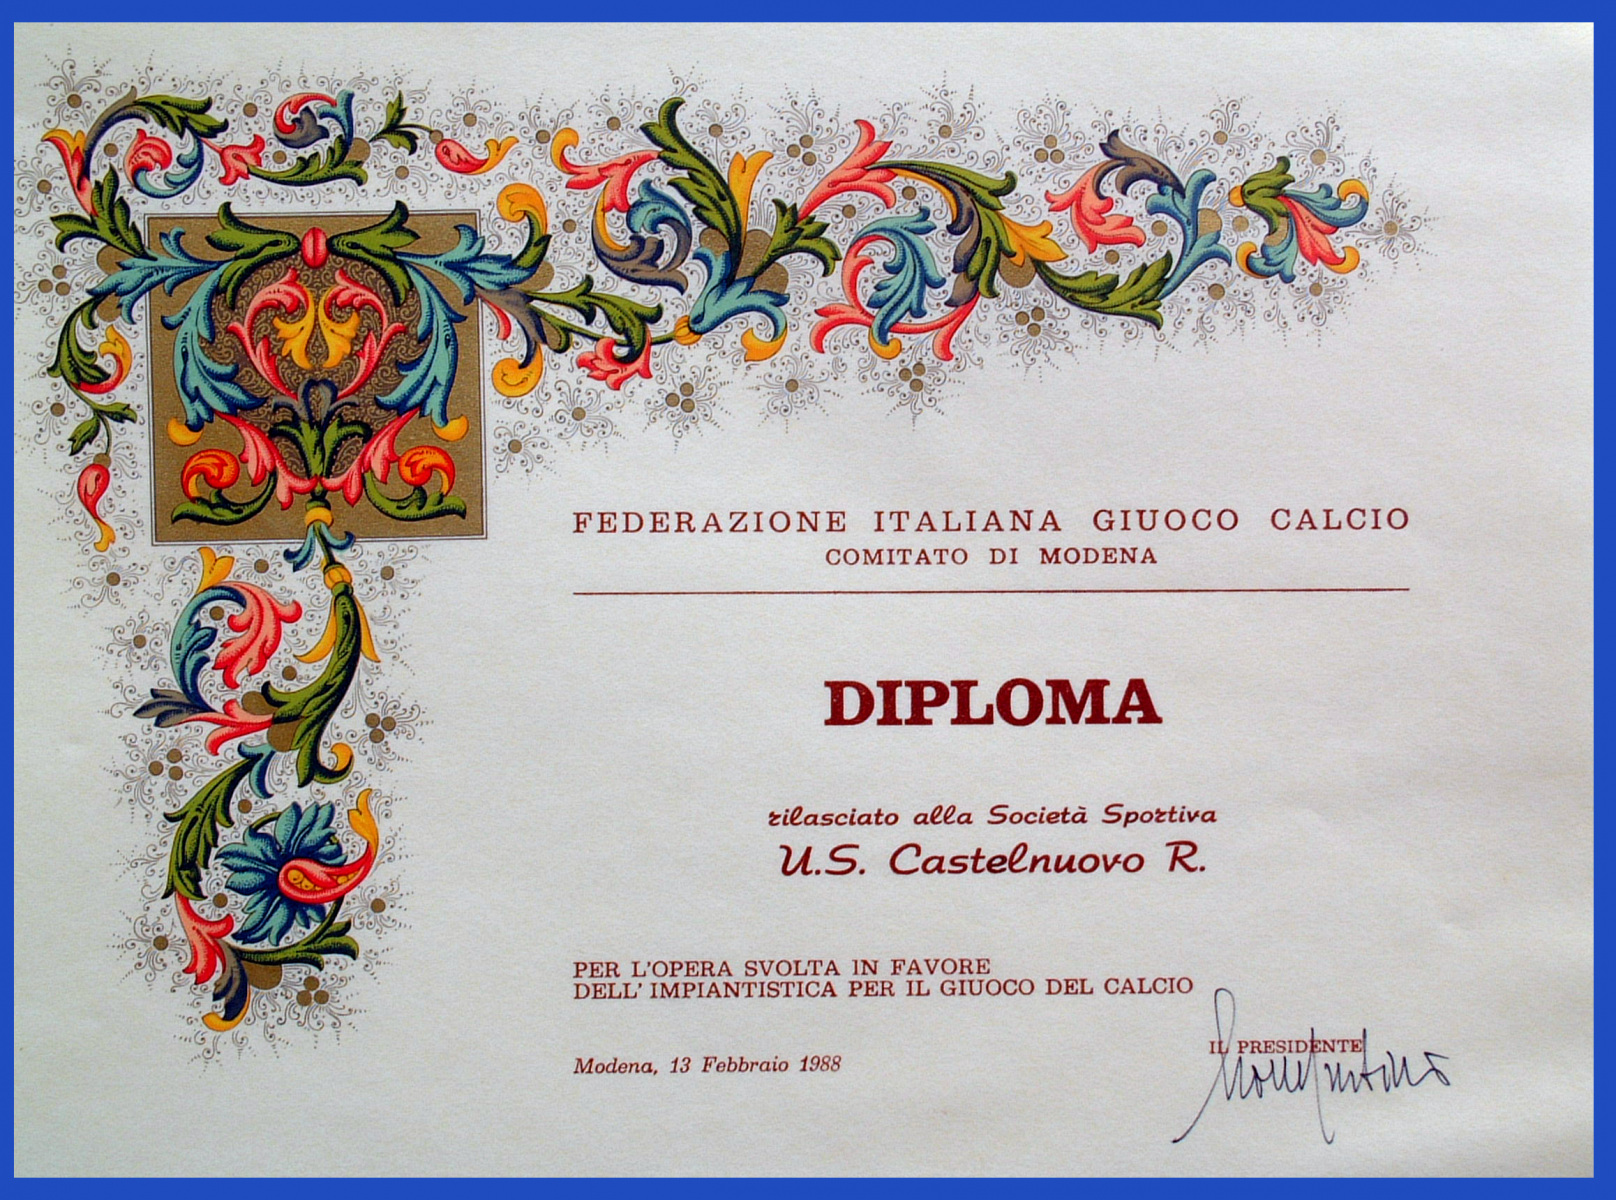 FEDERAZIONE ITALIANA GIUOCO CALCIO
COMITATO DI MODENA
DIPLOMA
rilasciato alla Società Sportiva
U.S. Castelnuovo R.
PER L'OPERA SVOLTA IN FAVORE
DELL' IMPIANTISTICA PER IL GIUOCO DEL CALCIO
IL PRESIDENTE
Modena, 13 Febbraio 1988